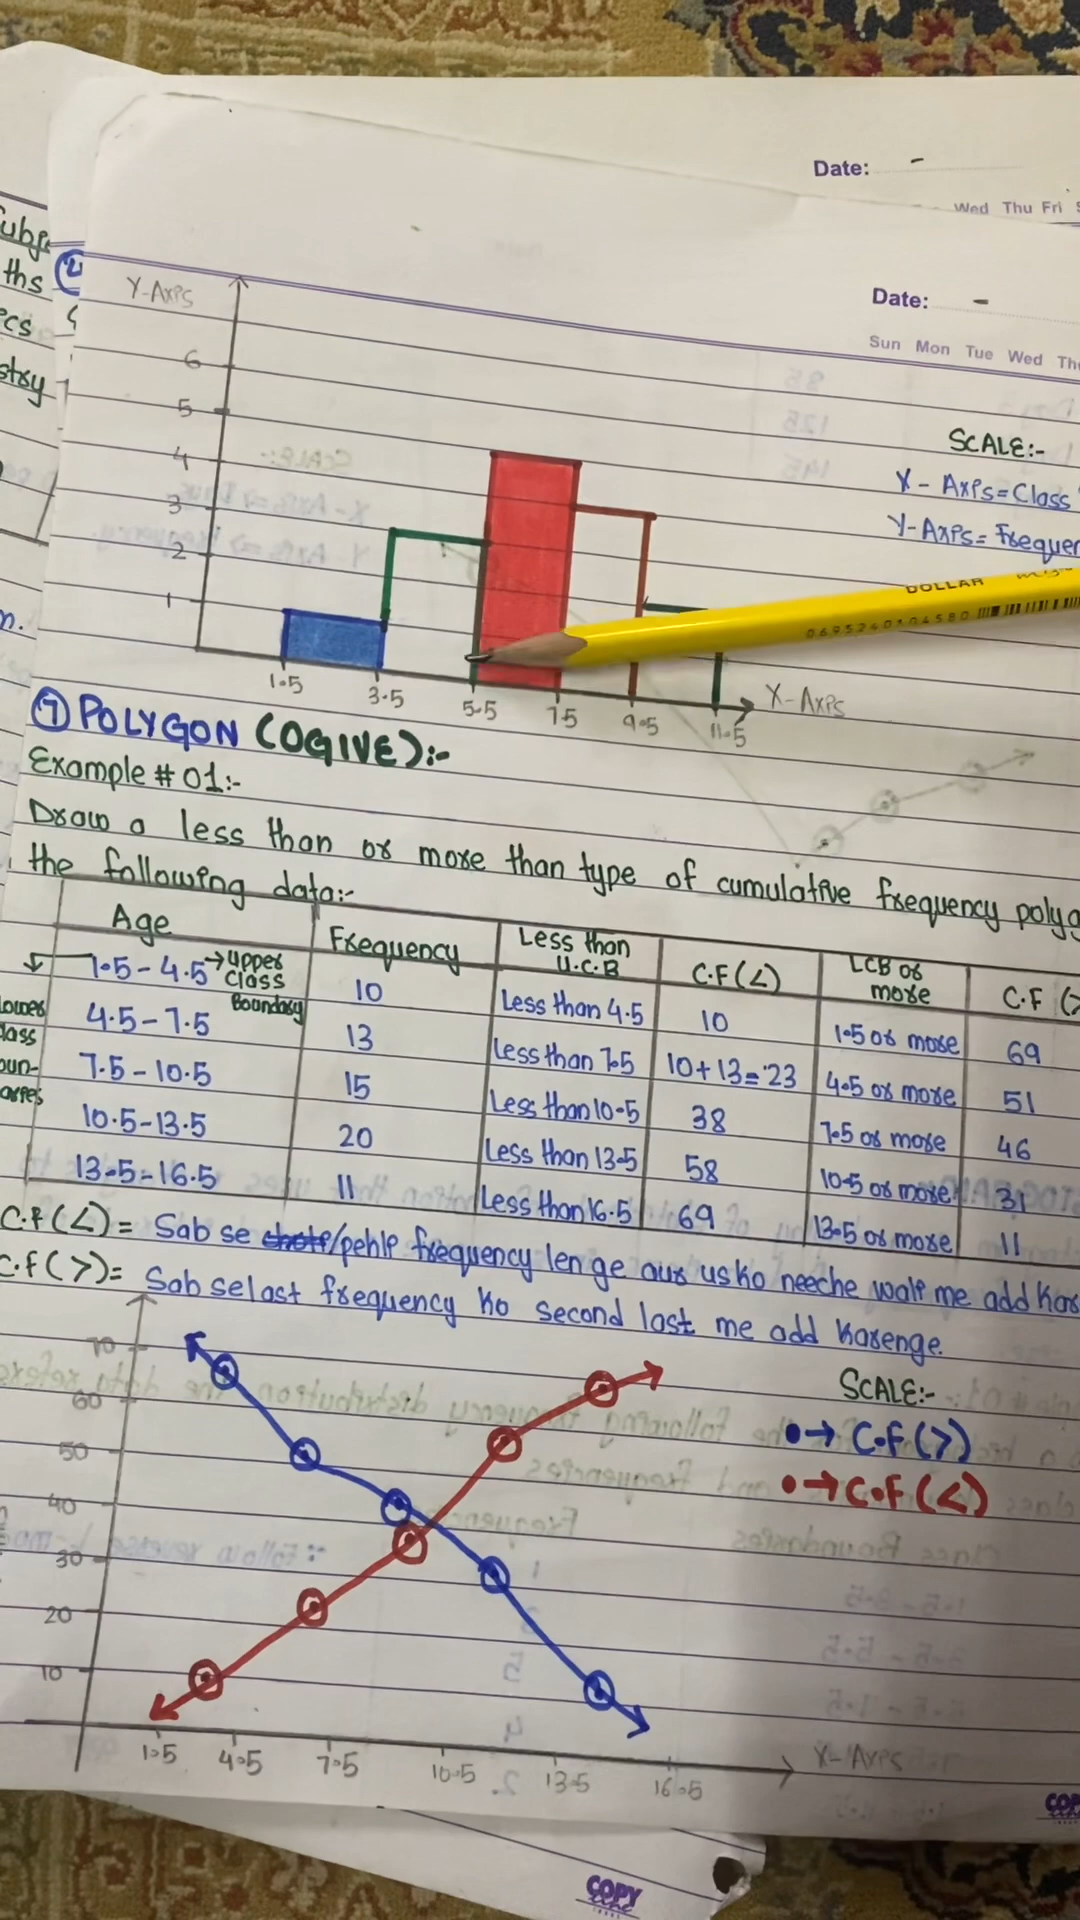 Date: -
Wed Thu Fri
Date: -
Sun Mon Tue Wed
ths
Y-Axis
6
5
4
3
2
1
1.5 3.5 5.5 7.5 9.5 11.5
X-Axis
SCALE:-
X-Axis=Class
Y-Axis=
DOLLAR
0695240104580
⑦ POLYGON (OGIVE):-
Example # 01:-
Draw a less than or more than type of cumulative frequency
the following data:-
Age Frequency Less than U.C.B C.F(<) LCB or more C.F
1.5-4.5 → Upper Class Boundary 10 Less than 4.5 10 1.5 or more 69
4.5-7.5 13 Less than 7.5 10+13=23 4.5 or more 51
7.5-10.5 15 Less than 10.5 38 7.5 or more 46
10.5-13.5 20 Less than 13.5 58 10.5 or more 31
13.5-16.5 11 Less than 16.5 69 13.5 or more 11
C.F(<)= Sab se /pehle frequency lenge aur usko neeche wale me add
C.F(>)= Sab se last frequency ko second last me add karenge.
70
60
50
40
30
20
10
1.5 4.5 7.5 10.5 13.5 16.5
X-Axis
SCALE:-
• → C.F(>)
• → C.F(<)
COPY